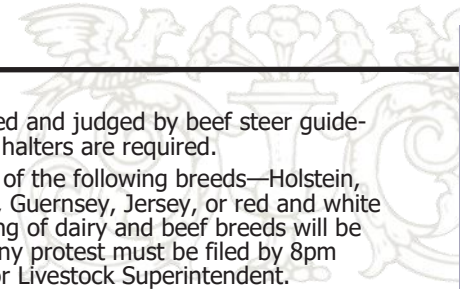 ed and judged by beef steer guide-
halters are required.
of the following breeds—Holstein,
, Guernsey, Jersey, or red and white
ng of dairy and beef breeds will be
ny protest must be filed by 8pm
or Livestock Superintendent.